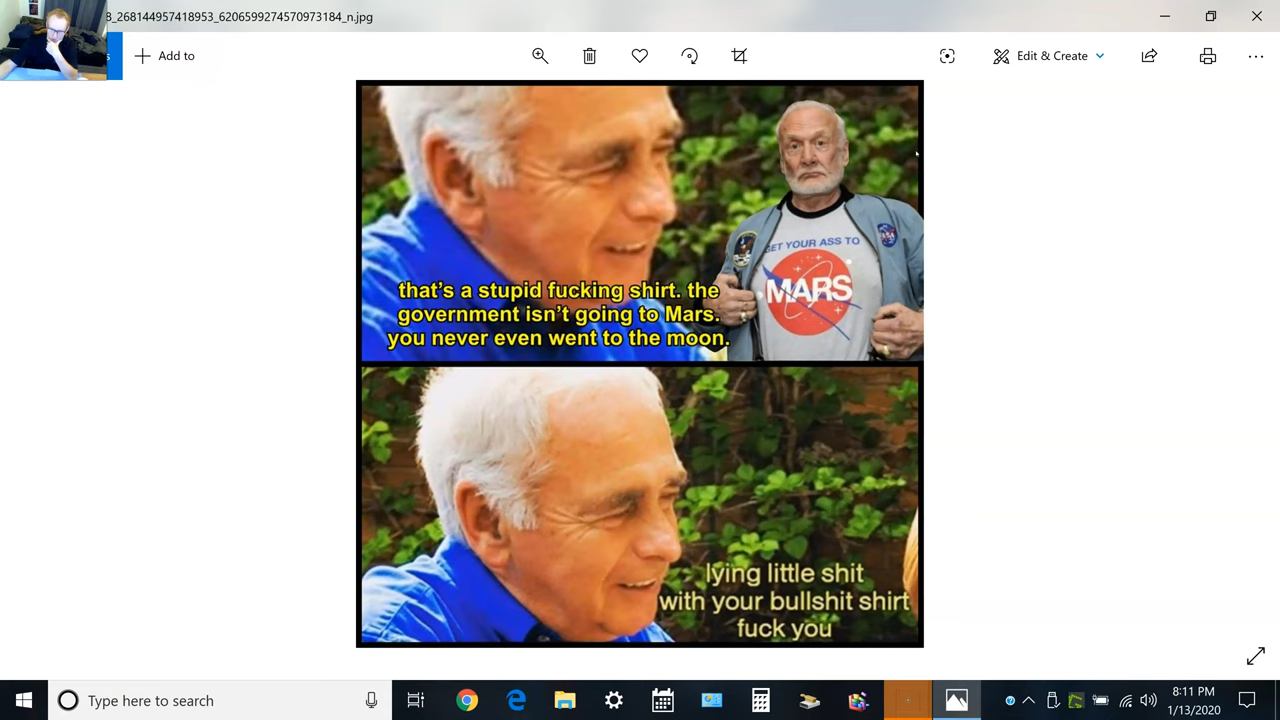 8_268144957418953_6206599274570973184_n.jpg
Add to
Edit & Create
GET YOUR ASS TO
MARS
that's a stupid fucking shirt. the
government isn't going to Mars.
you never even went to the moon.
lying little shit
with your bullshit shirt
fuck you
Type here to search
8:11 PM
1/13/2020